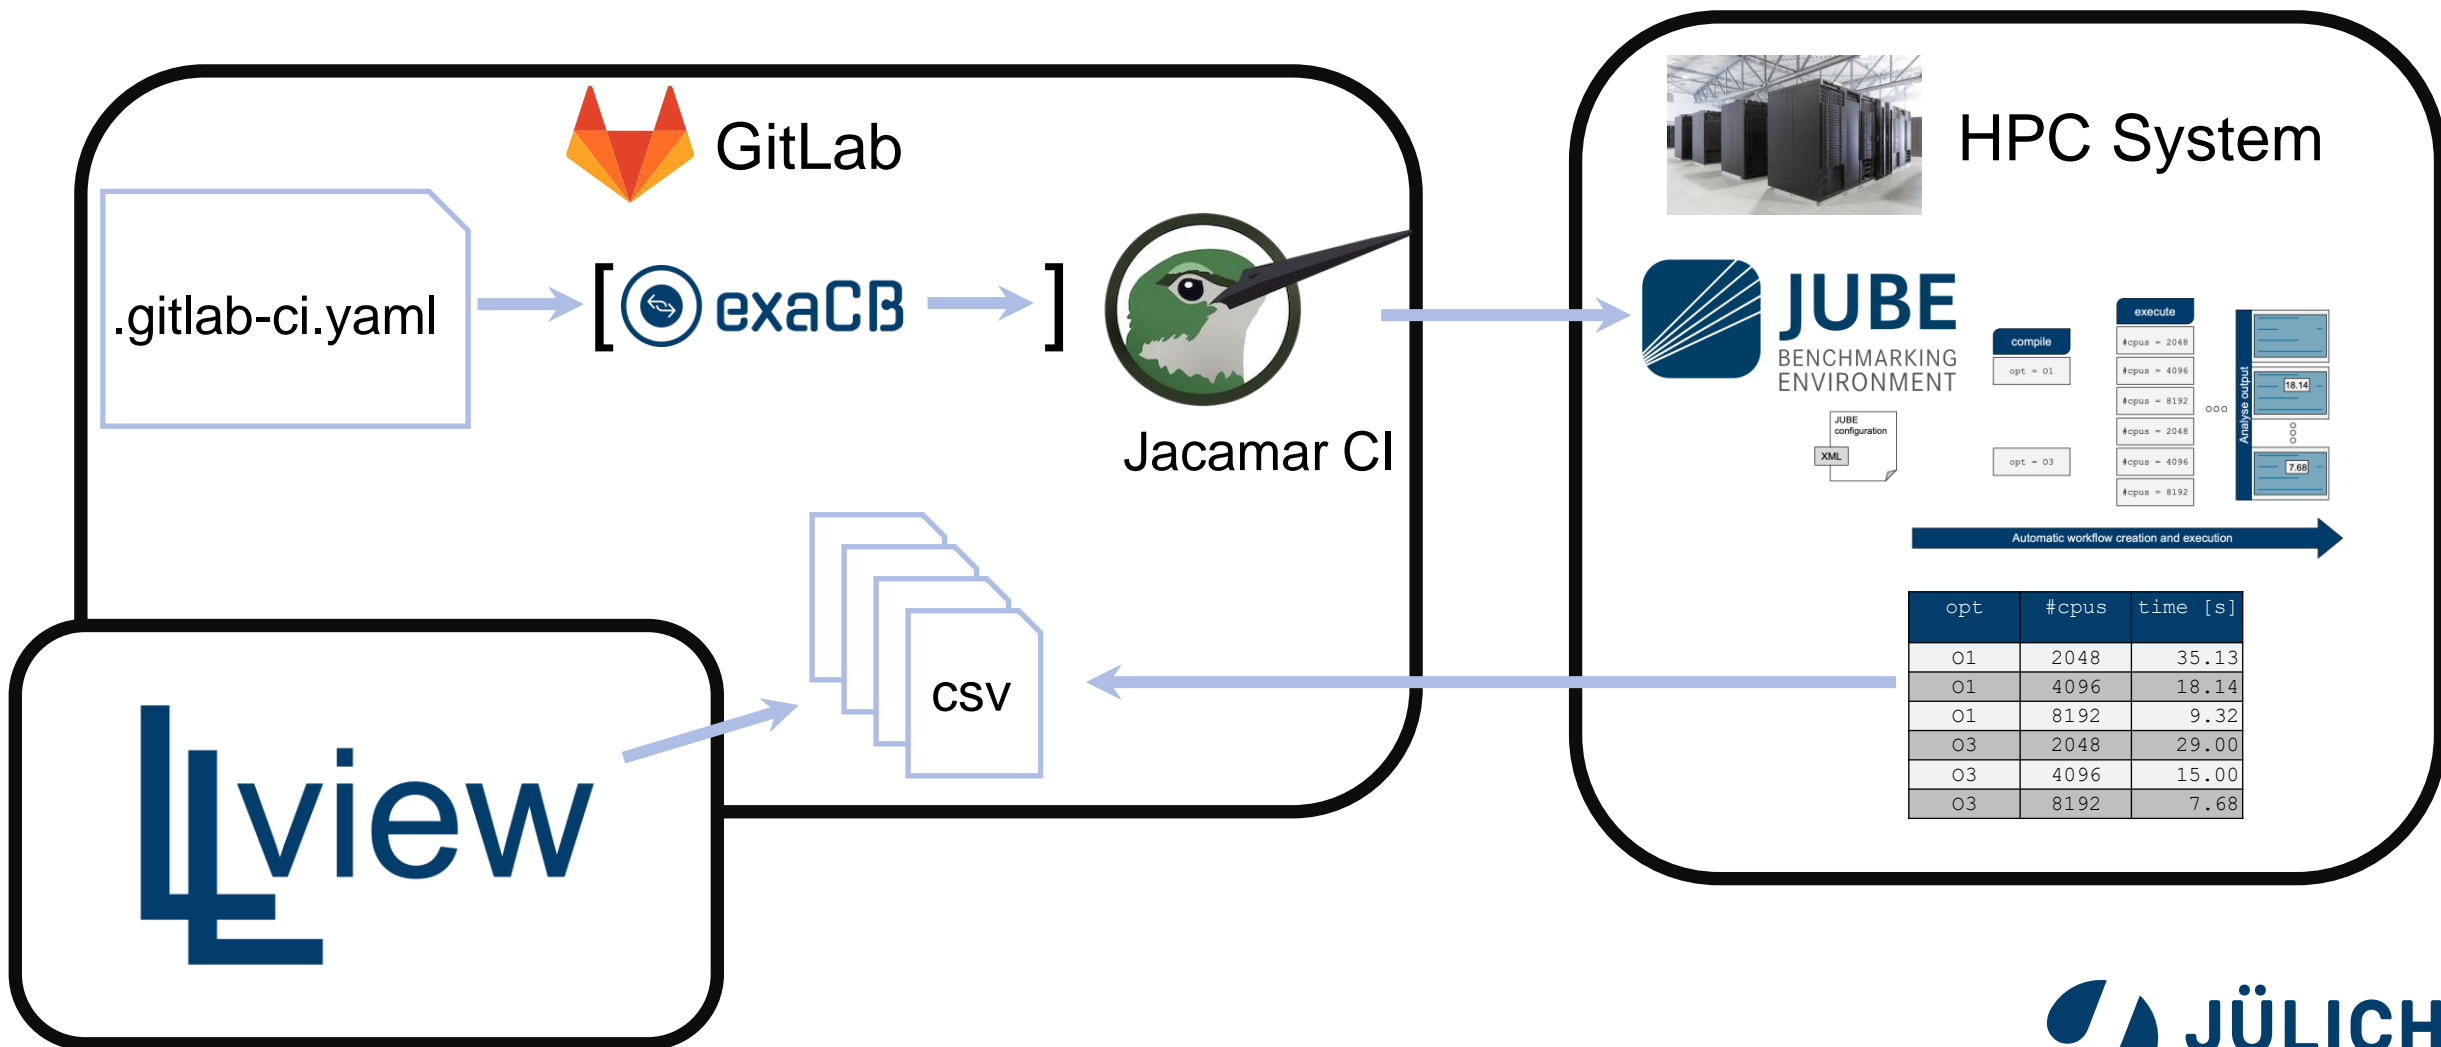 GitLab
HPC System
.gitlab-ci.yaml
[ exaCB ]
Jacamar CI
JUBE
BENCHMARKING
ENVIRONMENT
JUBE
configuration
XML
compile
opt = O1
opt = O3
execute
#cpus = 2048
#cpus = 4096
#cpus = 8192
#cpus = 2048
#cpus = 4096
#cpus = 8192
ooo
Analyse output
18.14
7.68
Automatic workflow creation and execution
opt #cpus time [s]
O1 2048 35.13
O1 4096 18.14
O1 8192 9.32
O3 2048 29.00
O3 4096 15.00
O3 8192 7.68
csv
LLview
JÜLICH